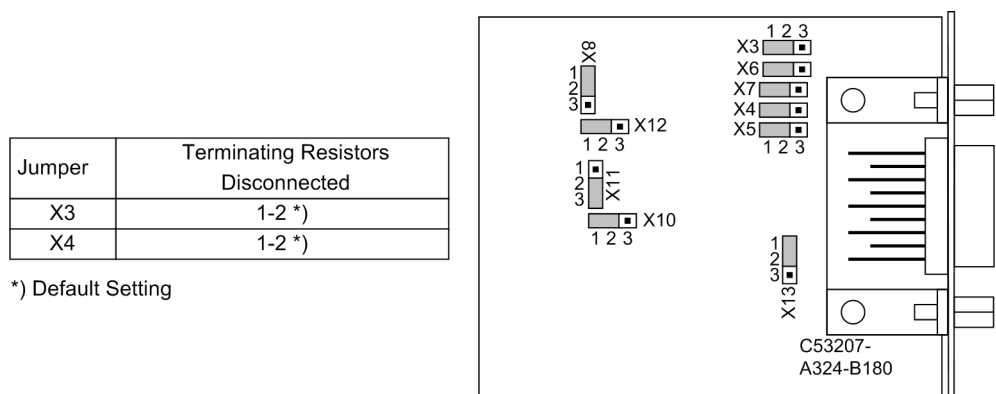 Jumper
Terminating Resistors
Disconnected
X3
1-2 *)
X4
1-2 *)
*) Default Setting
X8
1
2
3
X12
1 2 3
1
2
3
X11
X10
1 2 3
1 2 3
X3
X6
X7
X4
X5
1 2 3
1
2
3
X13
C53207-
A324-B180